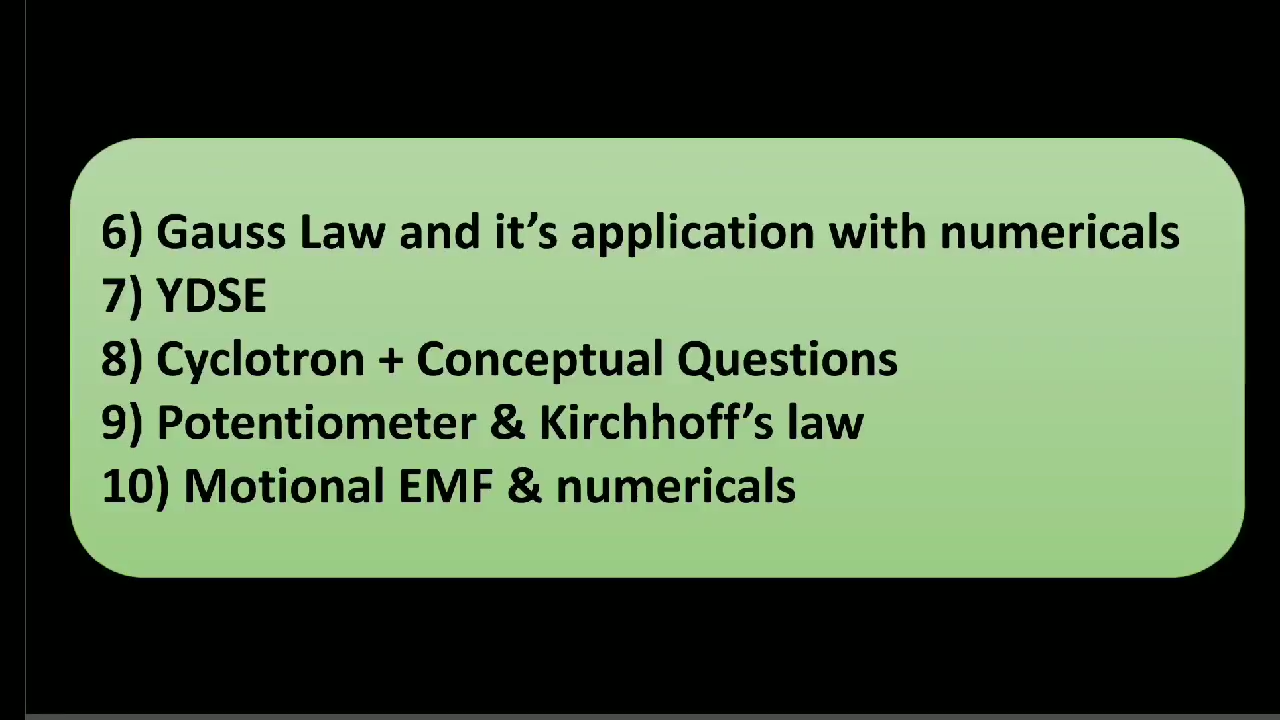 6) Gauss Law and it’s application with numericals
7) YDSE
8) Cyclotron + Conceptual Questions
9) Potentiometer & Kirchhoff’s law
10) Motional EMF & numericals